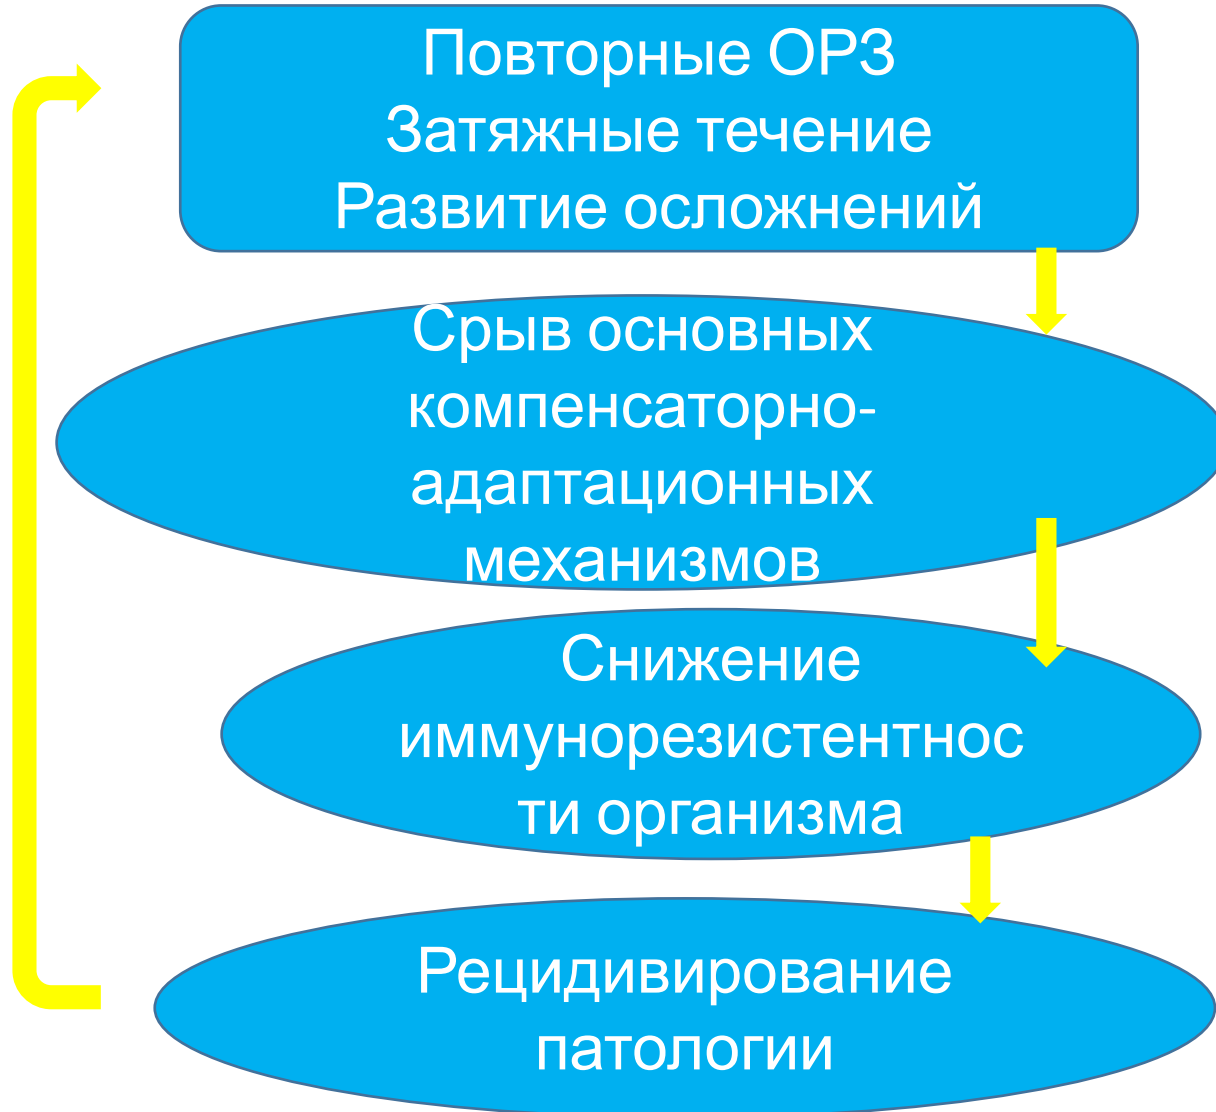 Повторные ОРЗ
Затяжные течение
Развитие осложнений
Срыв основных
компенсаторно-
адаптационных
механизмов
Снижение
иммунорезистентнос
ти организма
Рецидивирование
патологии